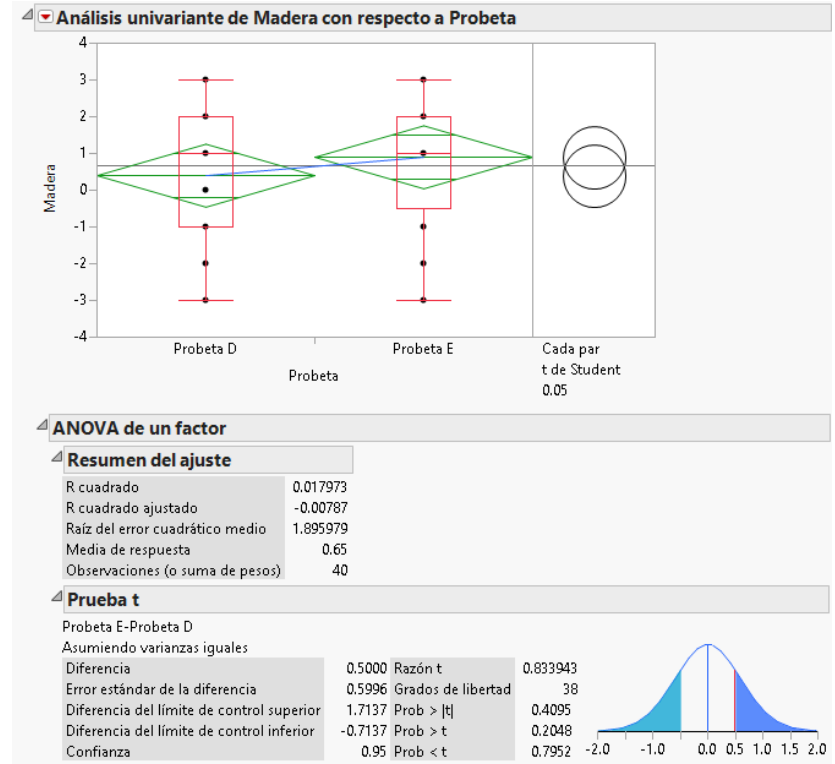 Análisis univariante de Madera con respecto a Probeta
4
3
2
1
0
-1
-2
-3
-4
Madera
Probeta D Probeta E Cada par
t de Student
0.05
Probeta
ANOVA de un factor
Resumen del ajuste
R cuadrado 0.017973
R cuadrado ajustado -0.00787
Raíz del error cuadrático medio 1.895979
Media de respuesta 0.65
Observaciones (o suma de pesos) 40
Prueba t
Probeta E-Probeta D
Asumiendo varianzas iguales
Diferencia 0.5000 Razón t 0.833943
Error estándar de la diferencia 0.5996 Grados de libertad 38
Diferencia del límite de control superior 1.7137 Prob > |t| 0.4095
Diferencia del límite de control inferior -0.7137 Prob > t 0.2048
Confianza 0.95 Prob < t 0.7952
-2.0 -1.0 0.0 0.5 1.0 1.5 2.0